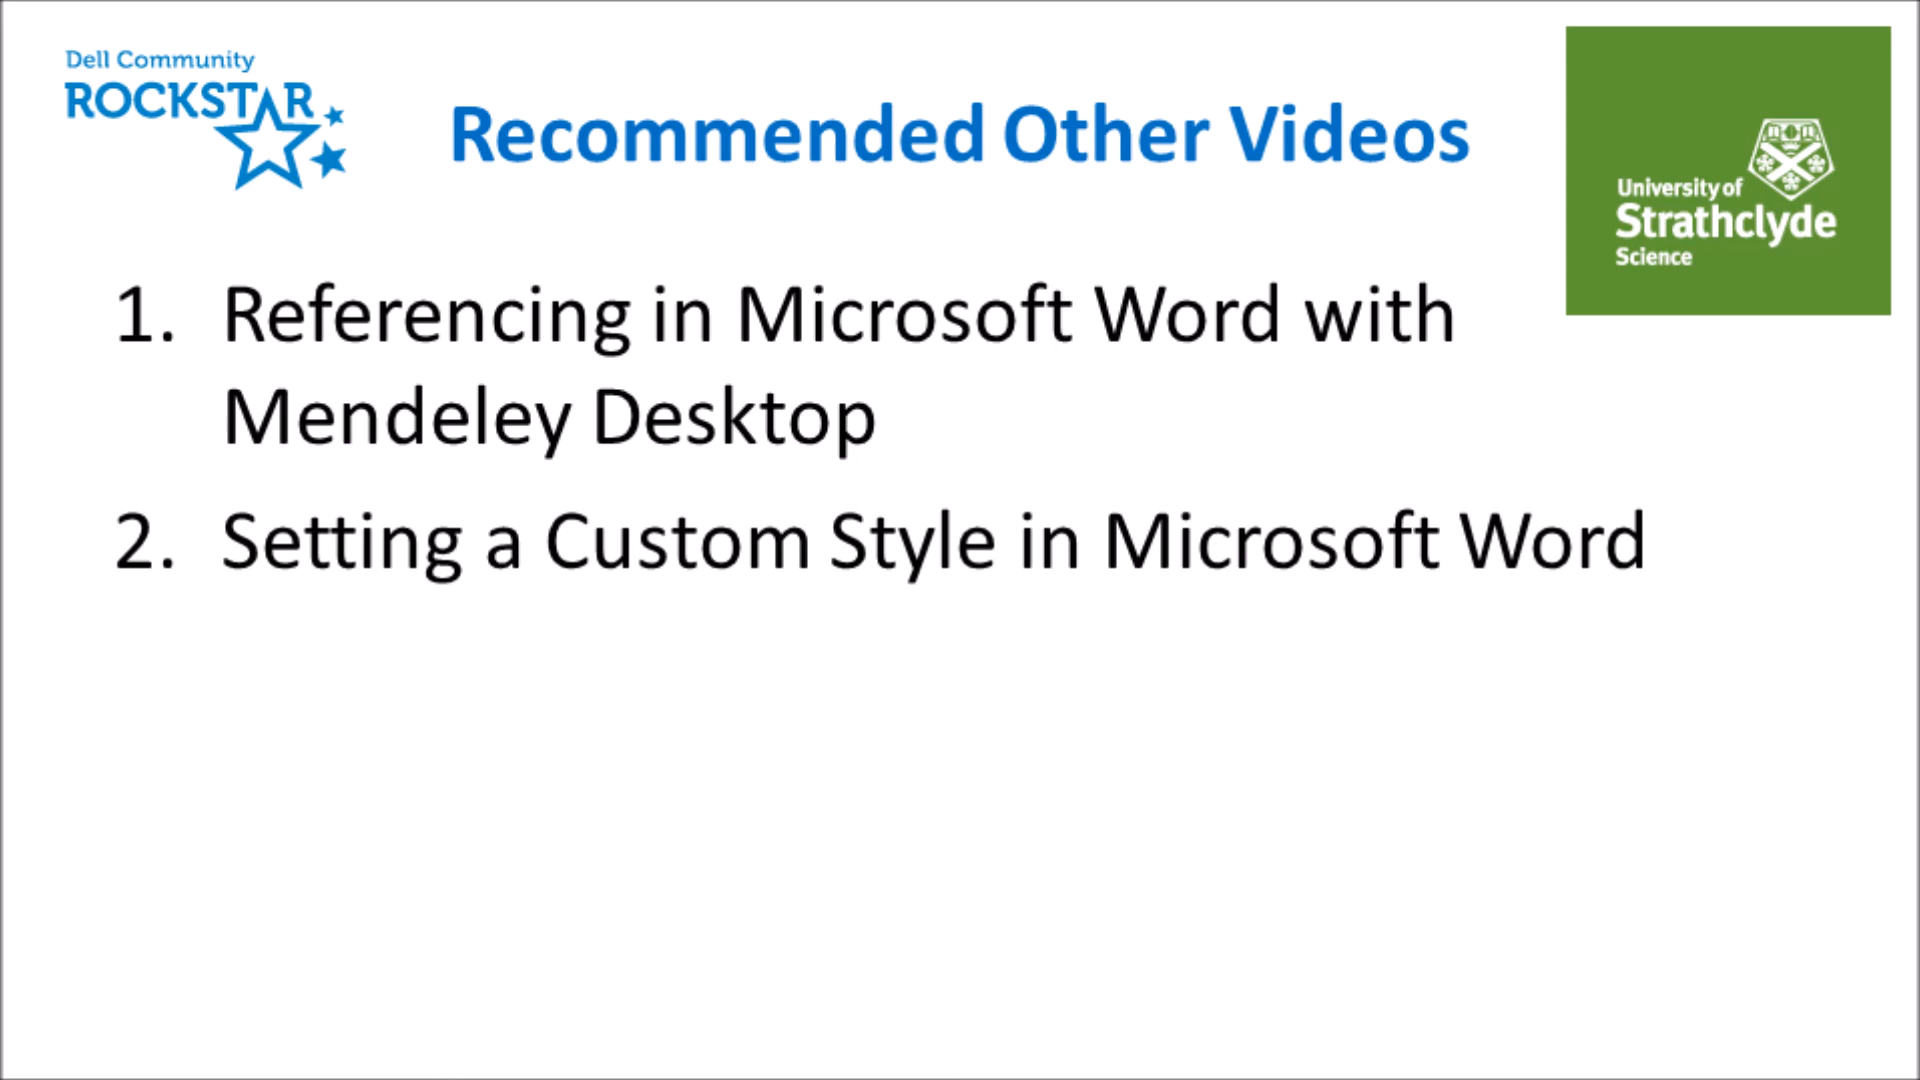 Dell Community
ROCKSTAR
Recommended Other Videos
University of
Strathclyde
Science
1. Referencing in Microsoft Word with
Mendeley Desktop
2. Setting a Custom Style in Microsoft Word